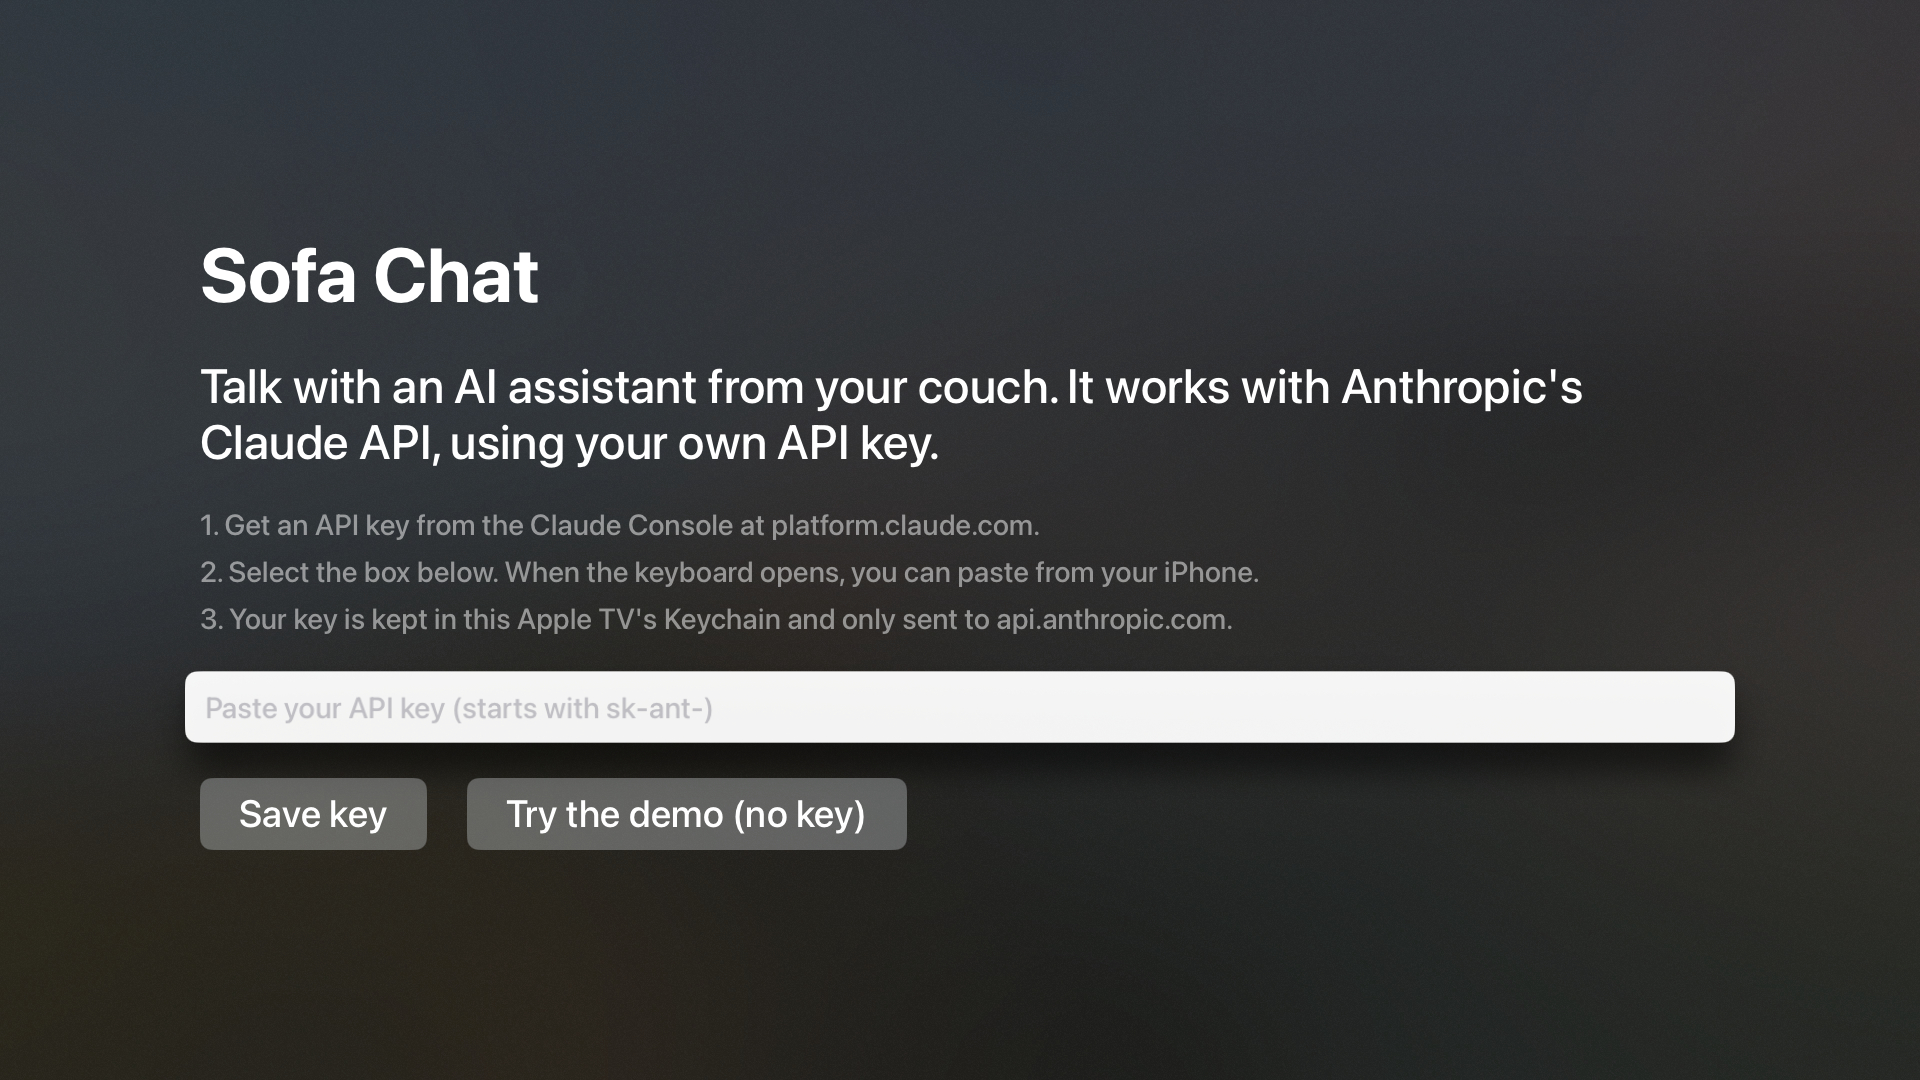 Sofa Chat
Talk with an AI assistant from your couch. It works with Anthropic's
Claude API, using your own API key.
1. Get an API key from the Claude Console at platform.claude.com.
2. Select the box below. When the keyboard opens, you can paste from your iPhone.
3. Your key is kept in this Apple TV's Keychain and only sent to api.anthropic.com.
Paste your API key (starts with sk-ant-)
Save key
Try the demo (no key)